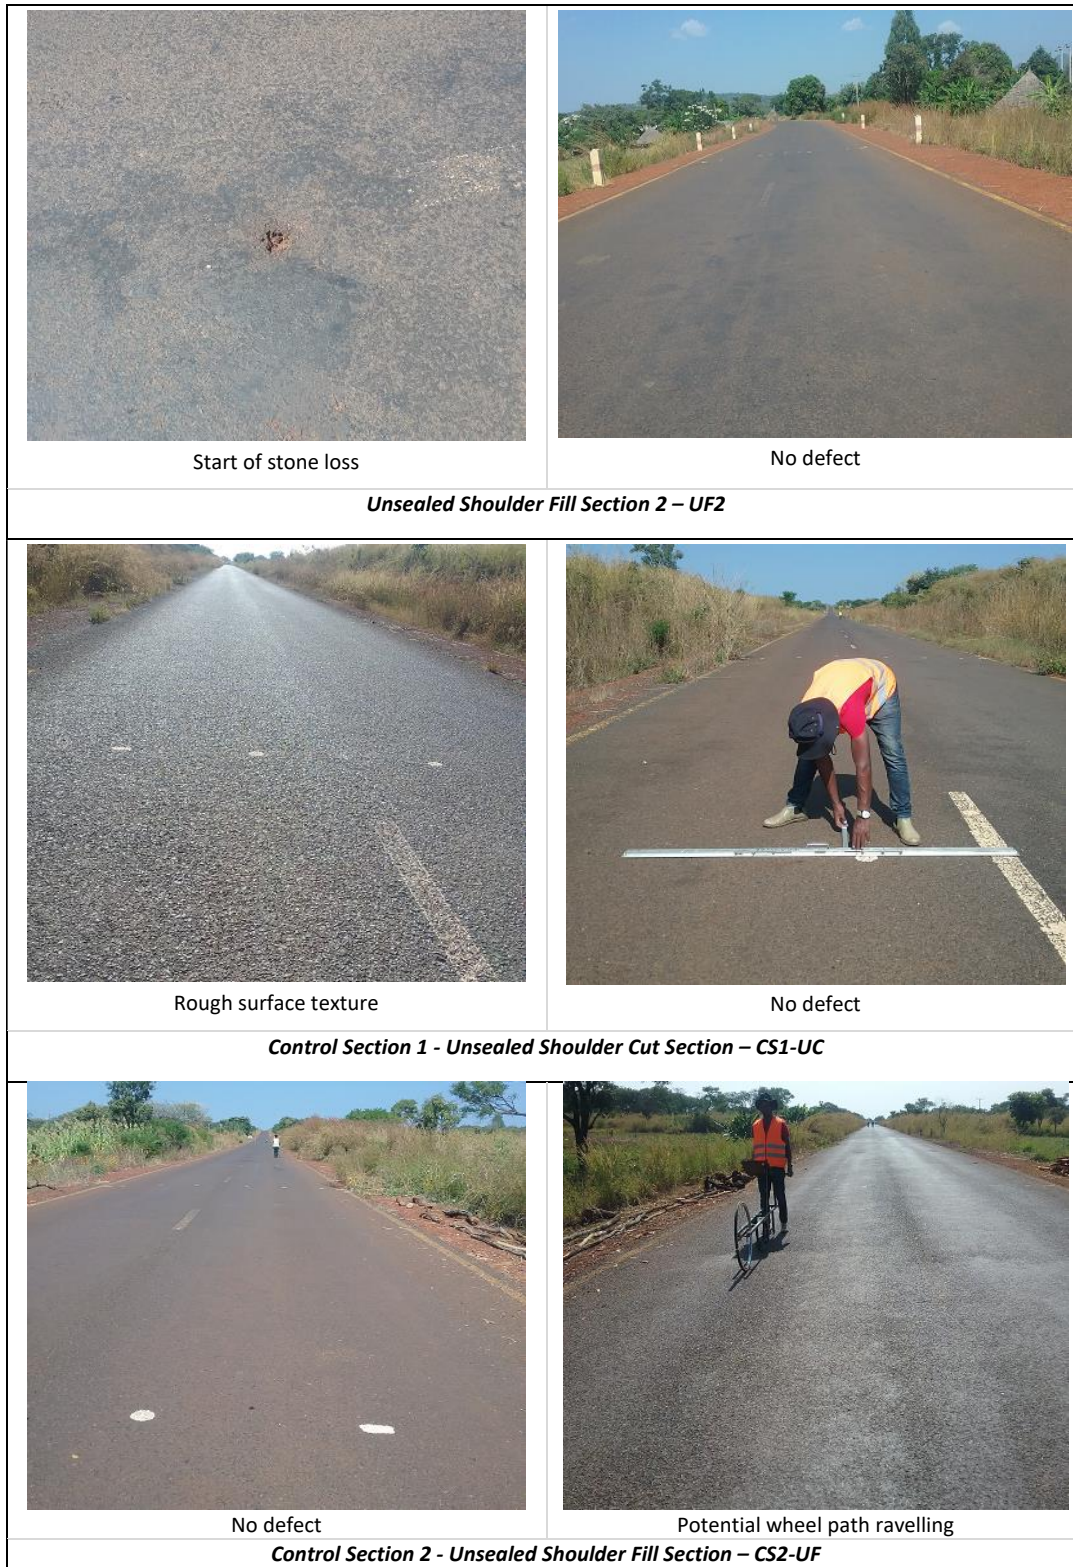 Start of stone loss
No defect
Unsealed Shoulder Fill Section 2 – UF2
Rough surface texture
No defect
Control Section 1 - Unsealed Shoulder Cut Section – CS1-UC
No defect
Potential wheel path ravelling
Control Section 2 - Unsealed Shoulder Fill Section – CS2-UF